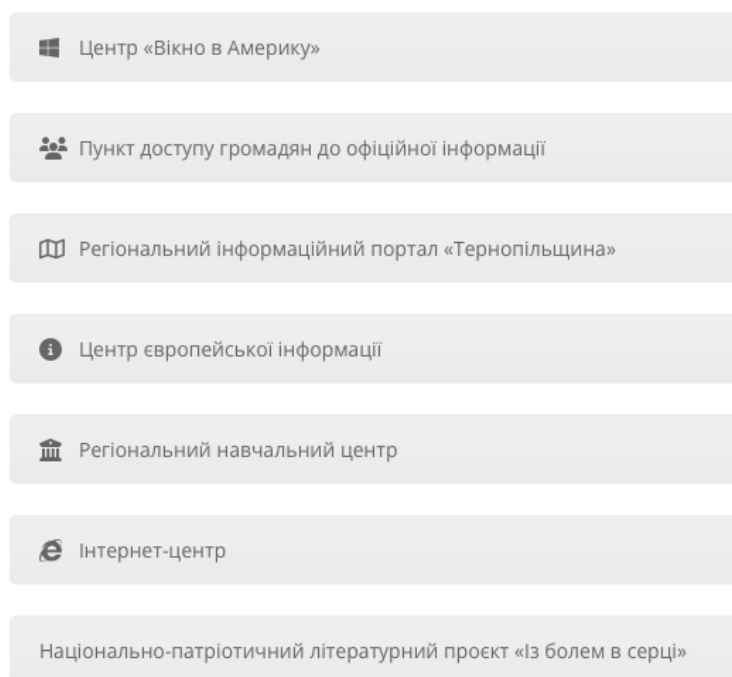 Центр «Вікно в Америку»
Пункт доступу громадян до офіційної інформації
Регіональний інформаційний портал «Тернопільщина»
Центр європейської інформації
Регіональний навчальний центр
Інтернет-центр
Національно-патріотичний літературний проєкт «Із болем в серці»